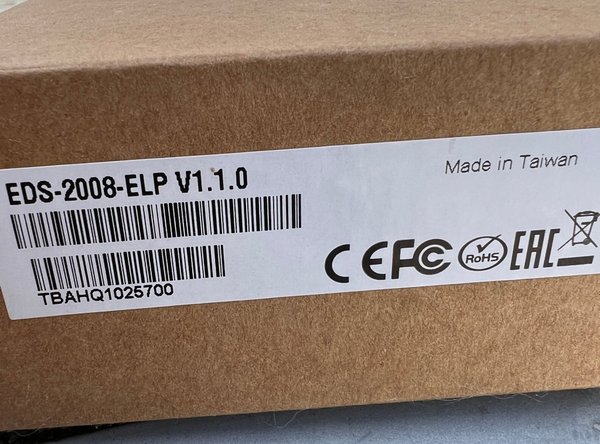 Made in Taiwan
EDS-2008-ELP V1.1.0
TBAHQ1025700
CE FC RoHS EAC